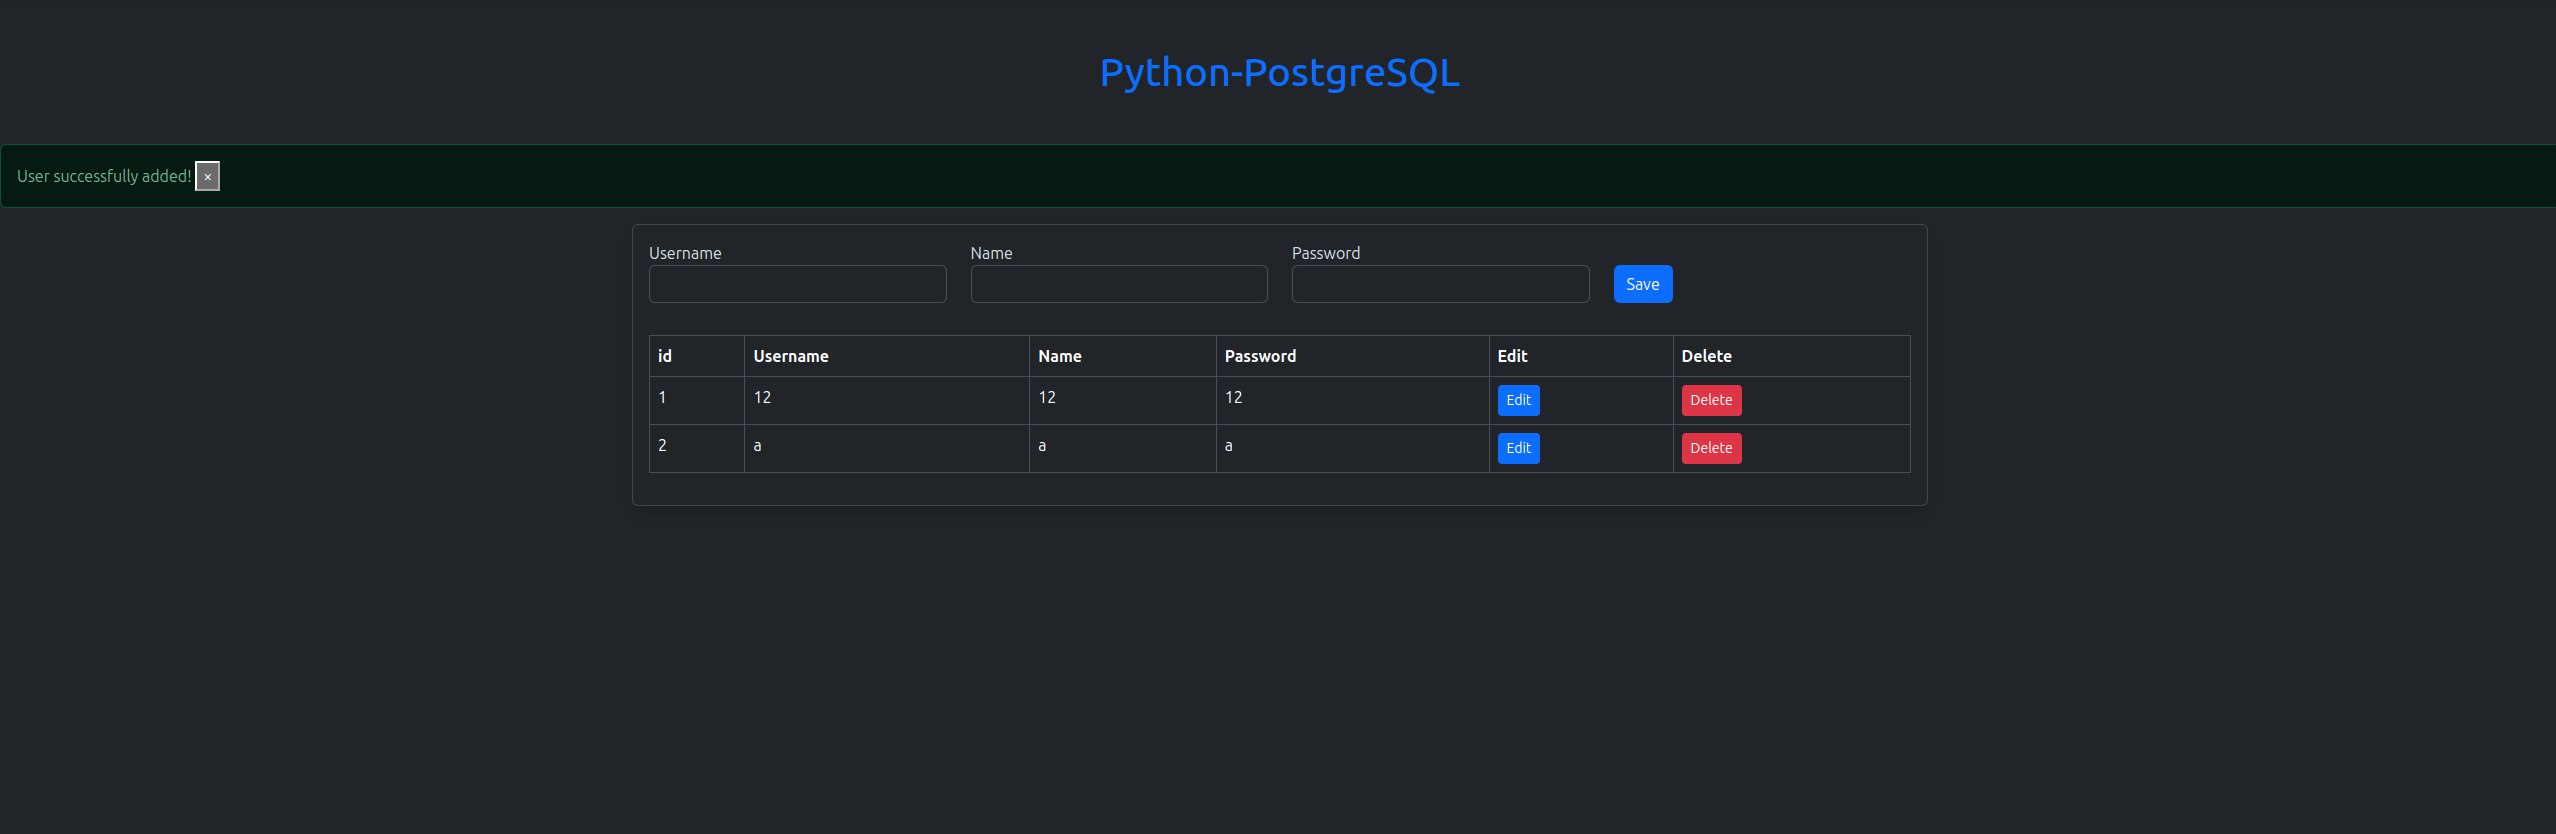 Python-PostgreSQL
User successfully added! ×
Username Name Password
Save
id Username Name Password Edit Delete
1 12 12 12 Edit Delete
2 a a a Edit Delete